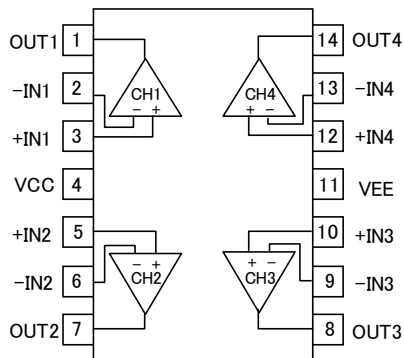 OUT1 1 14 OUT4
−IN1 2 CH1 CH4 13 −IN4
− + + −
+IN1 3 12 +IN4
VCC 4 11 VEE
+IN2 5 10 +IN3
− + + −
−IN2 6 CH2 CH3 9 −IN3
OUT2 7 8 OUT3